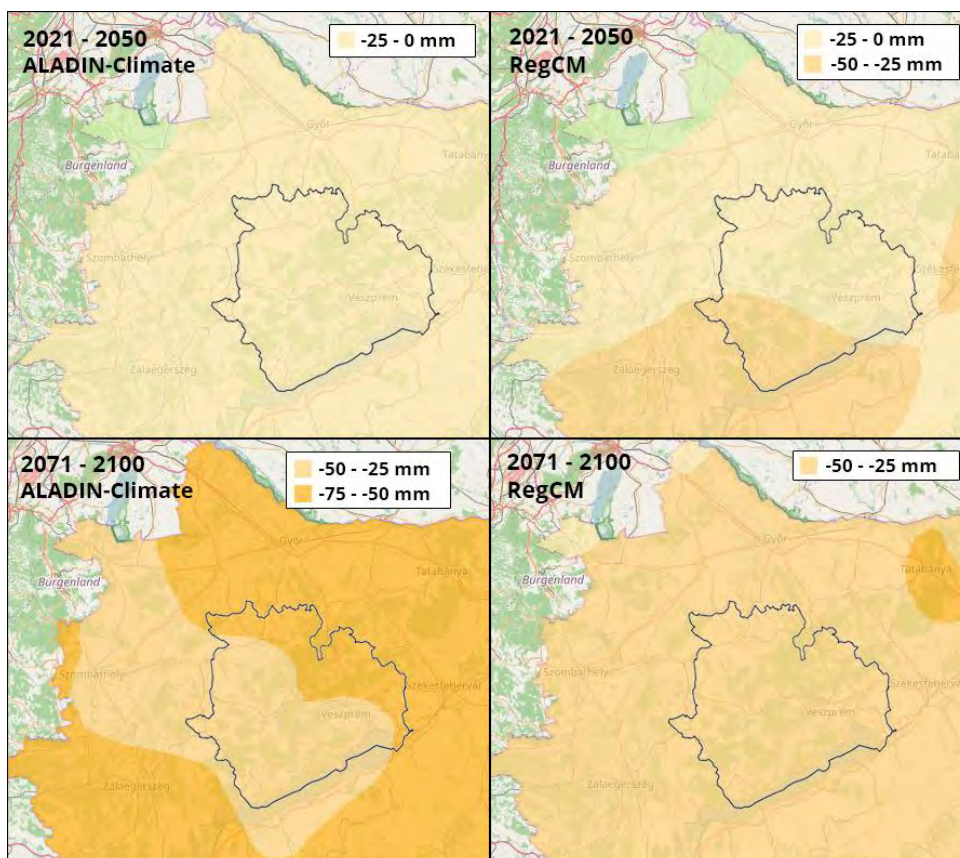 2021 - 2050
ALADIN-Climate
-25 - 0 mm
Győr
Burgenland
Szombathely
Veszprém
Székesfehér
Zalaegerszeg
2021 - 2050
RegCM
-25 - 0 mm
-50 - -25 mm
Győr
Tatabánya
Burgenland
Szombathely
Székesfehér
Veszprém
Zalaegerszeg
2071 - 2100
ALADIN-Climate
-50 - -25 mm
-75 - -50 mm
Győr
Tatabánya
Burgenland
Szombathely
Székesfehérvár
Veszprém
Zalaegerszeg
2071 - 2100
RegCM
-50 - -25 mm
Győr
Tatabánya
Burgenland
Szombathely
Székesfehérvár
Veszprém
Zalaegerszeg